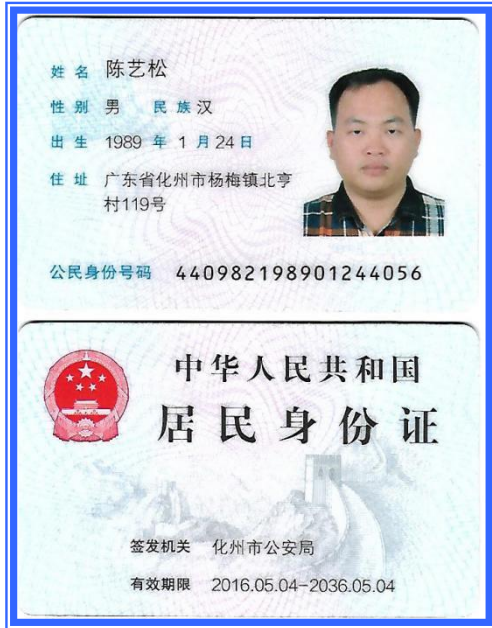 姓名 陈艺松
性别 男 民族 汉
出生 1989 年 1 月 24 日
住址 广东省化州市杨梅镇北亨
村119号
公民身份号码 440982198901244056
中华人民共和国
居民身份证
签发机关 化州市公安局
有效期限 2016.05.04-2036.05.04